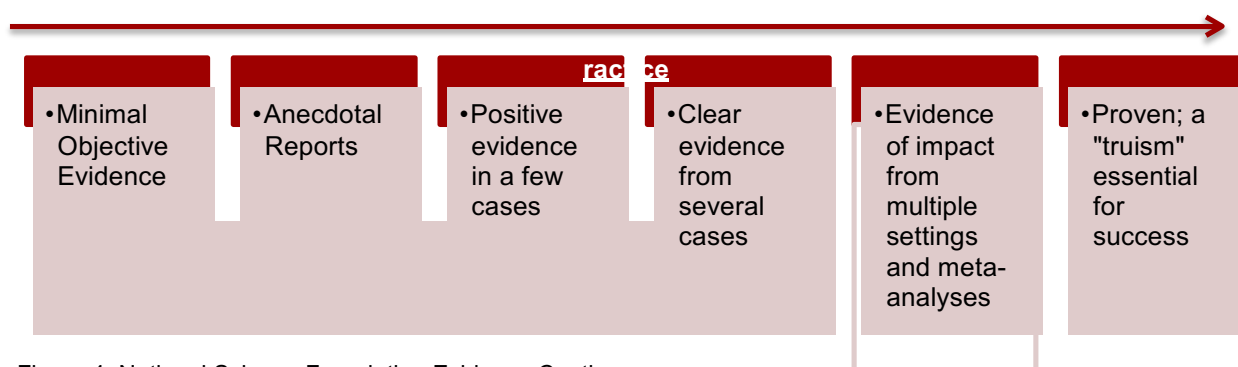 ractice
•Minimal
Objective
Evidence
•Anecdotal
Reports
•Positive
evidence
in a few
cases
•Clear
evidence
from
several
cases
•Evidence
of impact
from
multiple
settings
and meta-
analyses
•Proven; a
"truism"
essential
for
success